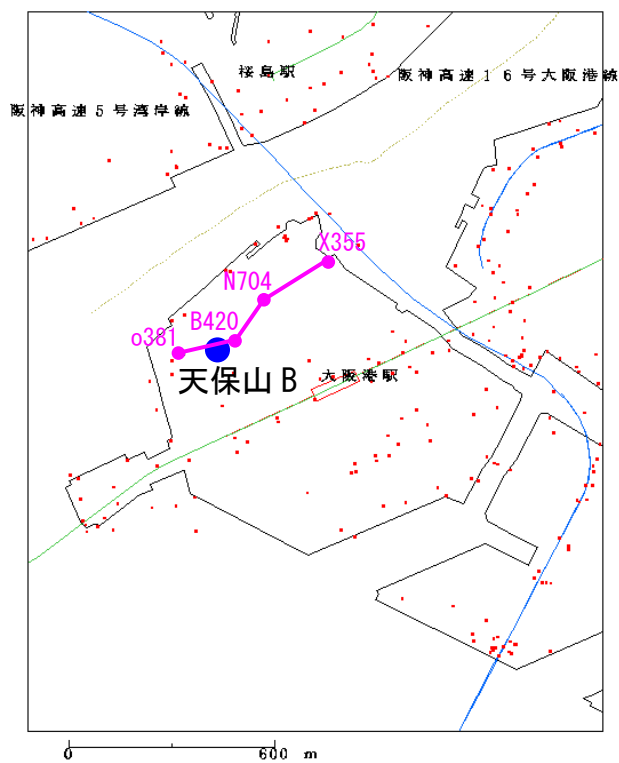 桜島駅
阪神高速16号大阪港線
阪神高速5号湾岸線
X355
N704
B420
o381
天保山B
大阪港駅
0 600 m